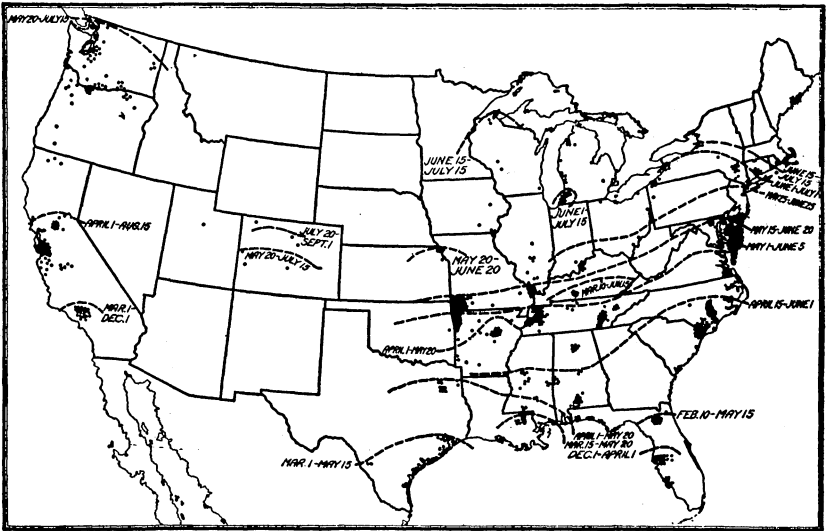 MAY 20-JULY 15
JUNE 15-
JULY 15
JUNE 15-
JULY 15
JUNE 1-JULY 1
MAY 25-JUNE 25
JUNE 1-
JULY 15
APRIL 1-AUG. 15
JULY 20-
SEPT. 1
MAY 20-JULY 15
MAY 20-
JUNE 20
MAY 15-JUNE 20
MAY 1-JUNE 5
MAR. 1-
DEC. 1
APRIL 15-JUNE 1
APRIL 1-MAY 20
FEB. 10-MAY 15
APRIL 1-MAY 20
MAR. 15-MAY 20
DEC. 1-APRIL 1
MAR. 1-MAY 15